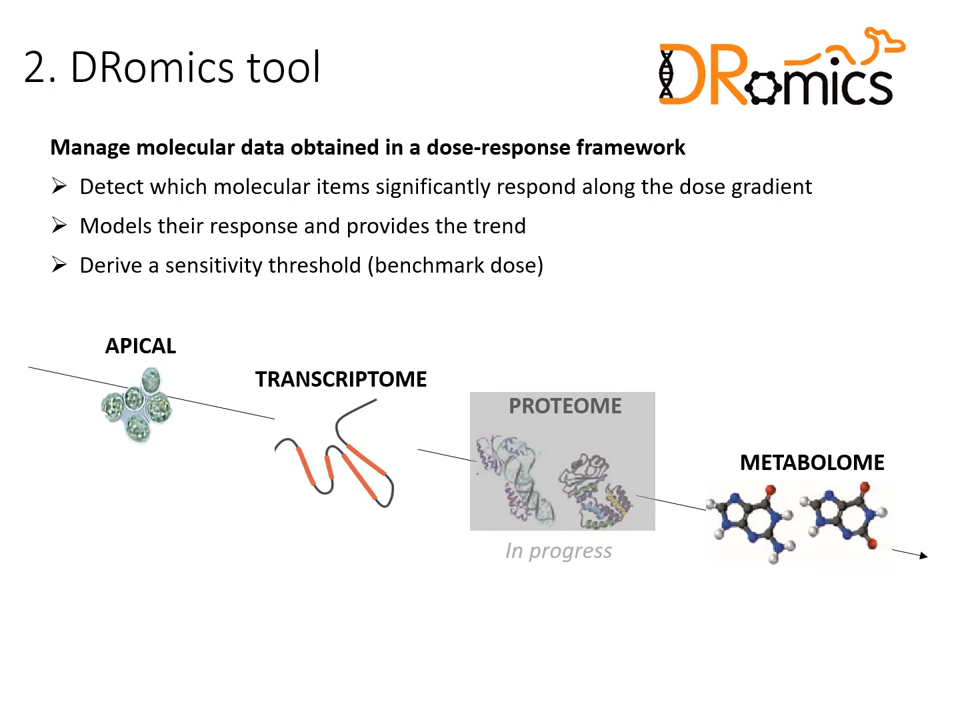 2. DRomics tool
DRomics
Manage molecular data obtained in a dose-response framework
➢ Detect which molecular items significantly respond along the dose gradient
➢ Models their response and provides the trend
➢ Derive a sensitivity threshold (benchmark dose)
APICAL
TRANSCRIPTOME
PROTEOME
METABOLOME
In progress